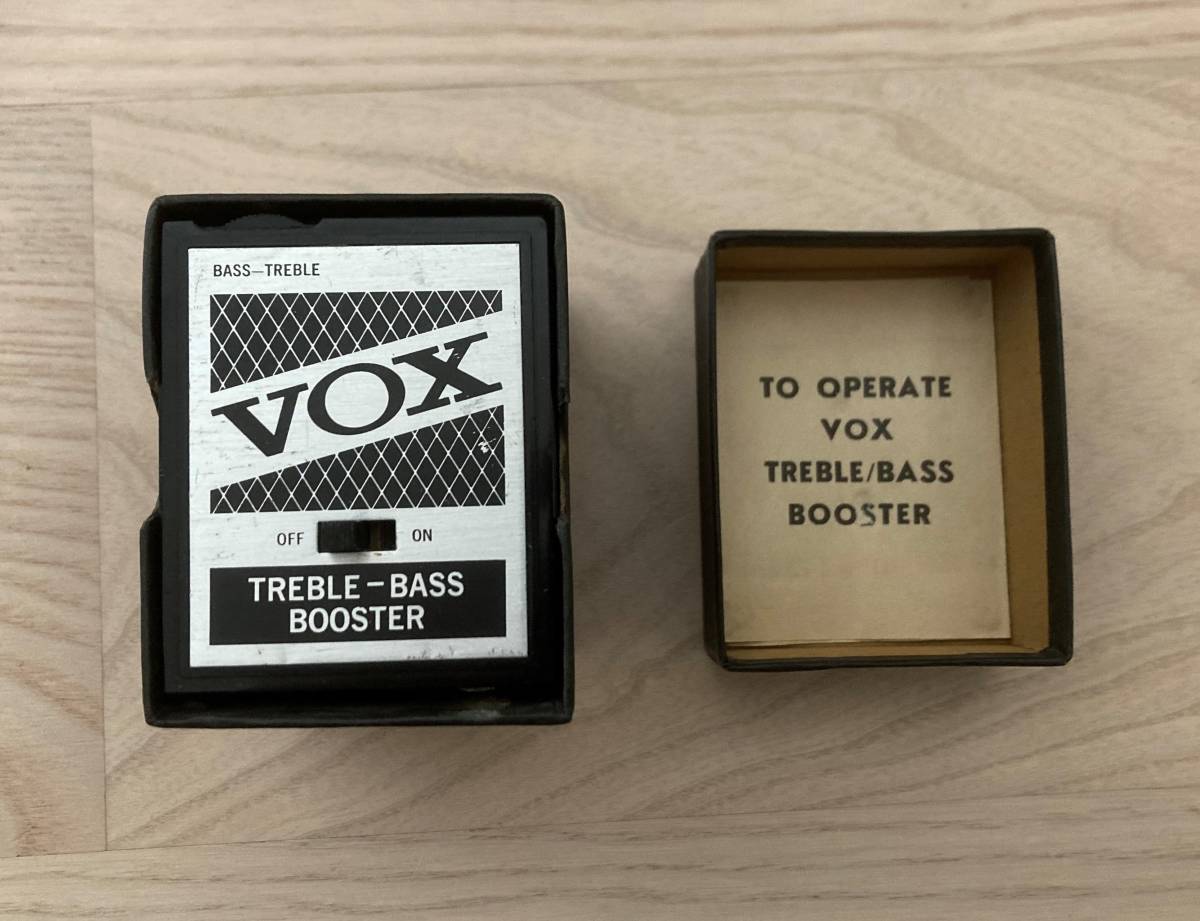 BASS—TREBLE
VOX
OFF ON
TREBLE—BASS
BOOSTER
TO OPERATE
VOX
TREBLE/BASS
BOOSTER